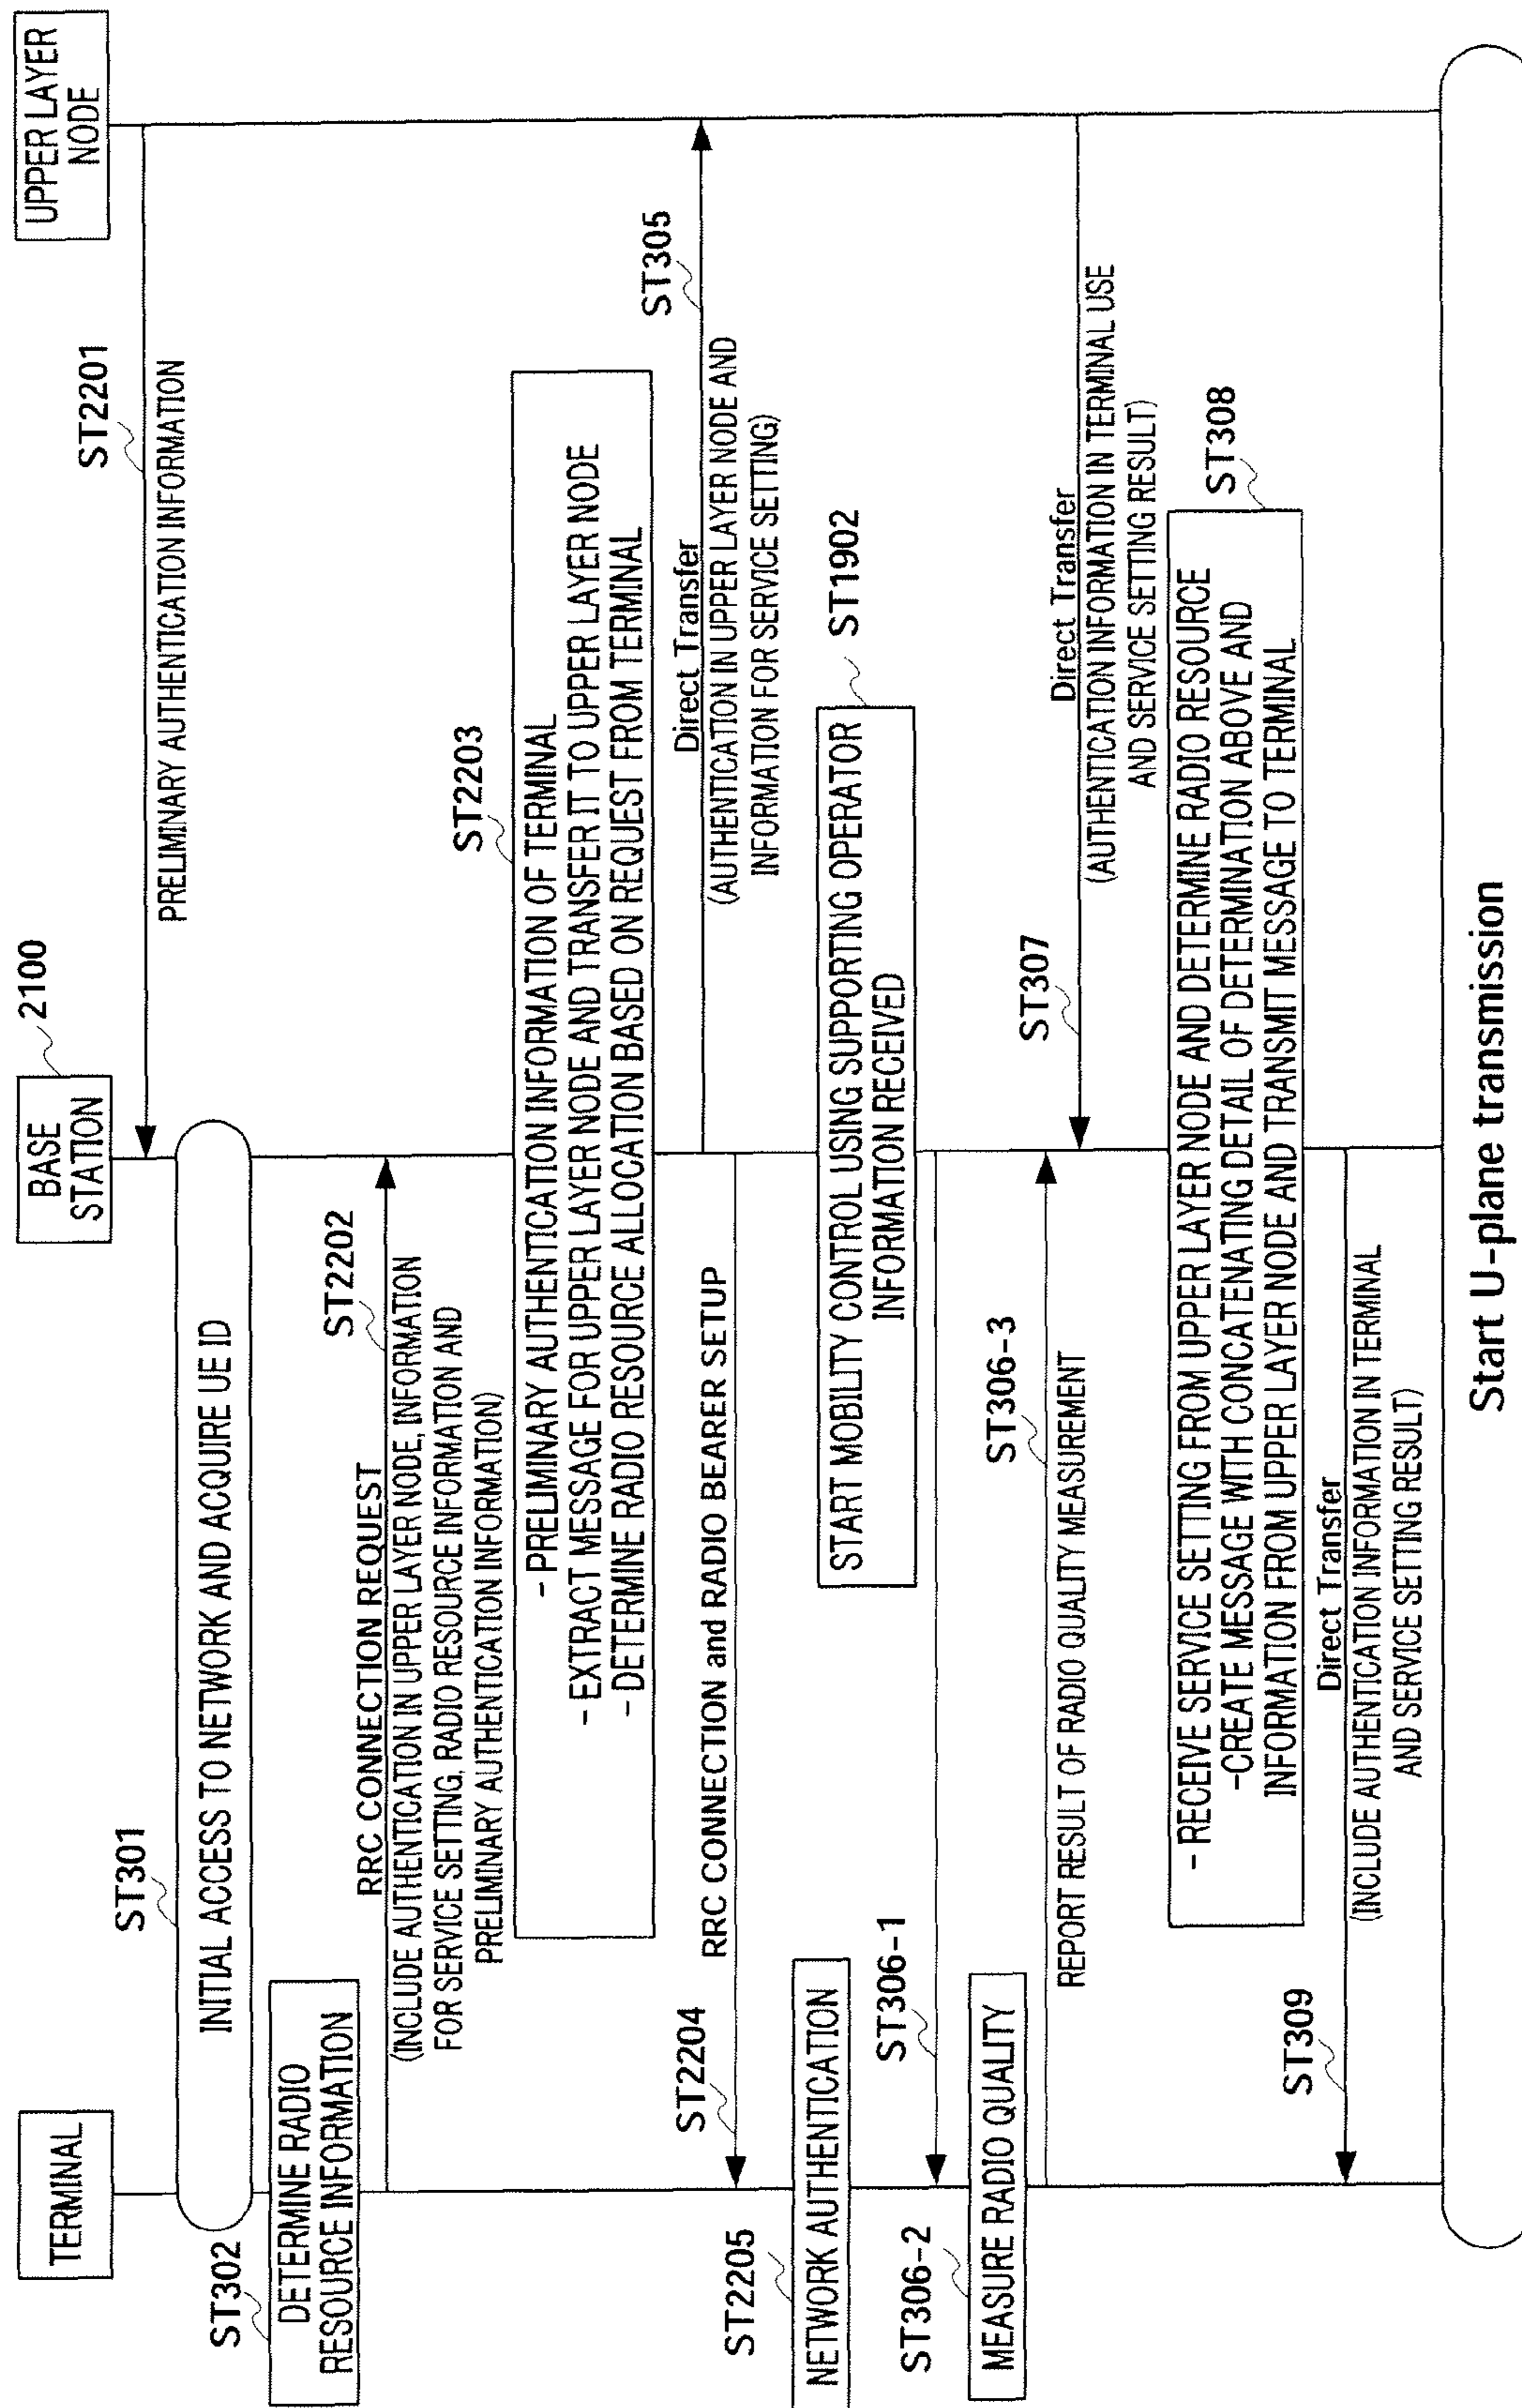 TERMINAL
BASE
STATION
2100
UPPER LAYER
NODE
ST2201
PRELIMINARY AUTHENTICATION INFORMATION
ST301
INITIAL ACCESS TO NETWORK AND ACQUIRE UE ID
ST302
DETERMINE RADIO
RESOURCE INFORMATION
RRC CONNECTION REQUEST
ST2202
(INCLUDE AUTHENTICATION IN UPPER LAYER NODE, INFORMATION
FOR SERVICE SETTING, RADIO RESOURCE INFORMATION AND
PRELIMINARY AUTHENTICATION INFORMATION)
ST2203
- PRELIMINARY AUTHENTICATION INFORMATION OF TERMINAL
- EXTRACT MESSAGE FOR UPPER LAYER NODE AND TRANSFER IT TO UPPER LAYER NODE
- DETERMINE RADIO RESOURCE ALLOCATION BASED ON REQUEST FROM TERMINAL
Direct Transfer
ST305
(AUTHENTICATION IN UPPER LAYER NODE AND
INFORMATION FOR SERVICE SETTING)
ST2204
RRC CONNECTION and RADIO BEARER SETUP
ST2205
NETWORK AUTHENTICATION
ST1902
START MOBILITY CONTROL USING SUPPORTING OPERATOR
INFORMATION RECEIVED
ST306-1
ST306-2
MEASURE RADIO QUALITY
ST306-3
REPORT RESULT OF RADIO QUALITY MEASUREMENT
ST307
Direct Transfer
(AUTHENTICATION INFORMATION IN TERMINAL USE
AND SERVICE SETTING RESULT)
ST308
- RECEIVE SERVICE SETTING FROM UPPER LAYER NODE AND DETERMINE RADIO RESOURCE
-CREATE MESSAGE WITH CONCATENATING DETAIL OF DETERMINATION ABOVE AND
INFORMATION FROM UPPER LAYER NODE AND TRANSMIT MESSAGE TO TERMINAL
ST309
Direct Transfer
(INCLUDE AUTHENTICATION INFORMATION IN TERMINAL
AND SERVICE SETTING RESULT)
Start U-plane transmission